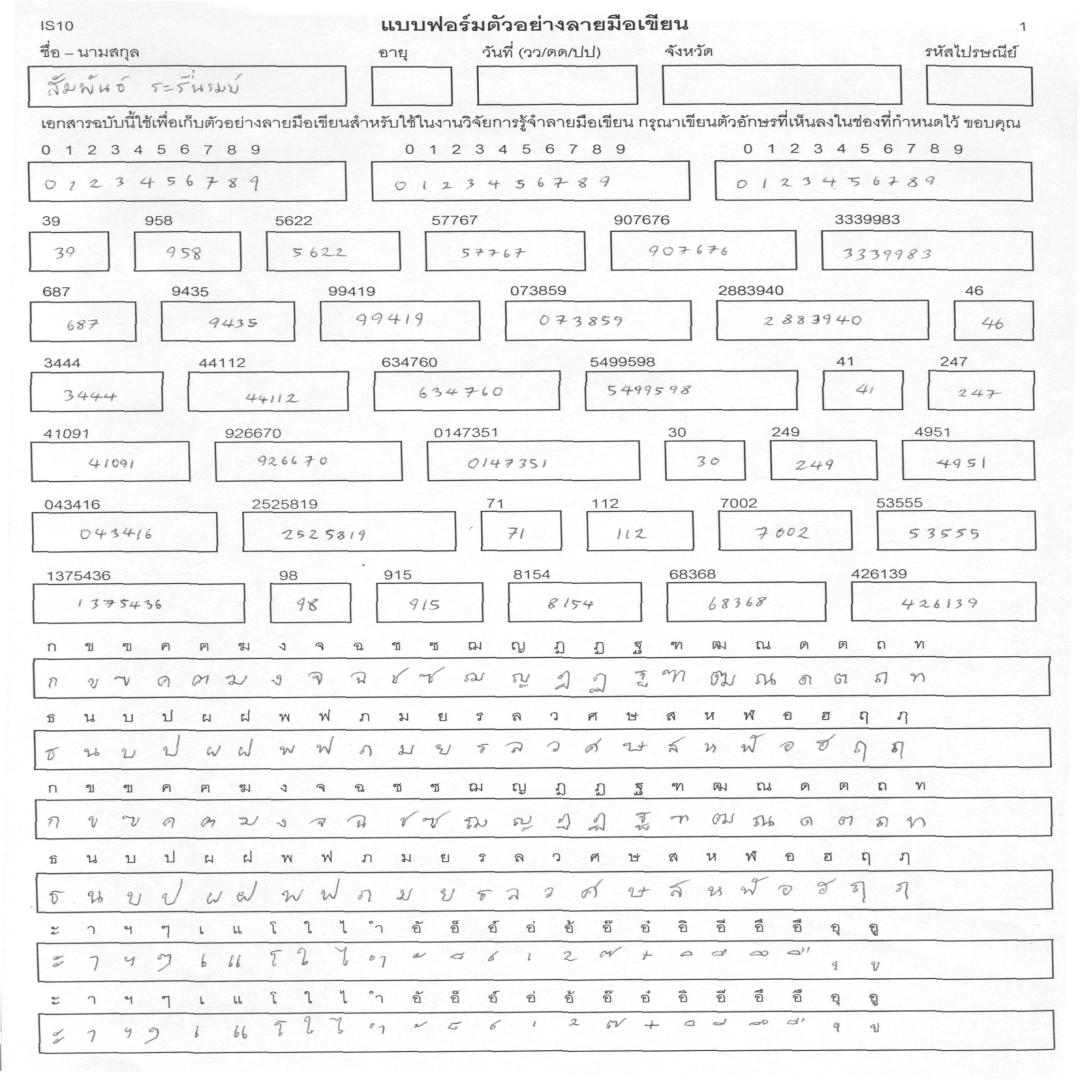 IS10 แบบฟอร์มตัวอย่างลายมือเขียน 1
ชื่อ – นามสกุล อายุ วันที่ (วว/ดด/ปป) จังหวัด รหัสไปรษณีย์
สัมพันธ์ ระรื่นรมย์
เอกสารฉบับนี้ใช้เพื่อเก็บตัวอย่างลายมือเขียนสำหรับใช้ในงานวิจัยการรู้จำลายมือเขียน กรุณาเขียนตัวอักษรที่เห็นลงในช่องที่กำหนดไว้ ขอบคุณ
0 1 2 3 4 5 6 7 8 9 0 1 2 3 4 5 6 7 8 9 0 1 2 3 4 5 6 7 8 9
0 1 2 3 4 5 6 7 8 9 0 1 2 3 4 5 6 7 8 9 0 1 2 3 4 5 6 7 8 9
39 958 5622 57767 907676 3339983
39 958 5622 57767 907676 3339983
687 9435 99419 073859 2883940 46
687 9435 99419 073859 2883940 46
3444 44112 634760 5499598 41 247
3444 44112 634760 5499598 41 247
41091 926670 0147351 30 249 4951
41091 926670 0147351 30 249 4951
043416 2525819 71 112 7002 53555
043416 2525819 71 112 7002 53555
1375436 98 915 8154 68368 426139
1375436 98 915 8154 68368 426139
ก ข ฃ ค ฅ ฆ ง จ ฉ ช ซ ฌ ญ ฎ ฏ ฐ ฑ ฒ ณ ด ต ถ ท
ก ข ฃ ค ฅ ฆ ง จ ฉ ช ซ ฌ ญ ฎ ฏ ฐ ฑ ฒ ณ ด ต ถ ท
ธ น บ ป ผ ฝ พ ฟ ภ ม ย ร ล ว ศ ษ ส ห ฬ อ ฮ ฤ ฦ
ธ น บ ป ผ ฝ พ ฟ ภ ม ย ร ล ว ศ ษ ส ห ฬ อ ฮ ฤ ฦ
ก ข ฃ ค ฅ ฆ ง จ ฉ ช ซ ฌ ญ ฎ ฏ ฐ ฑ ฒ ณ ด ต ถ ท
ก ข ฃ ค ฅ ฆ ง จ ฉ ช ซ ฌ ญ ฎ ฏ ฐ ฑ ฒ ณ ด ต ถ ท
ธ น บ ป ผ ฝ พ ฟ ภ ม ย ร ล ว ศ ษ ส ห ฬ อ ฮ ฤ ฦ
ธ น บ ป ผ ฝ พ ฟ ภ ม ย ร ล ว ศ ษ ส ห ฬ อ ฮ ฤ ฦ
ะ า ฯ ๆ เ แ โ ใ ไ ำ อั อ็ อ์ อ่ อ้ อ๊ อ๋ อิ อี อึ อื อุ อู
ะ า ฯ ๆ เ แ โ ใ ไ ำ ั ็ ์ ่ ้ ๊ ๋ ิ ี ึ ื ุ ู
ะ า ฯ ๆ เ แ โ ใ ไ ำ อั อ็ อ์ อ่ อ้ อ๊ อ๋ อิ อี อึ อื อุ อู
ะ า ฯ ๆ เ แ โ ใ ไ ำ ั ็ ์ ่ ้ ๊ ๋ ิ ี ึ ื ุ ู